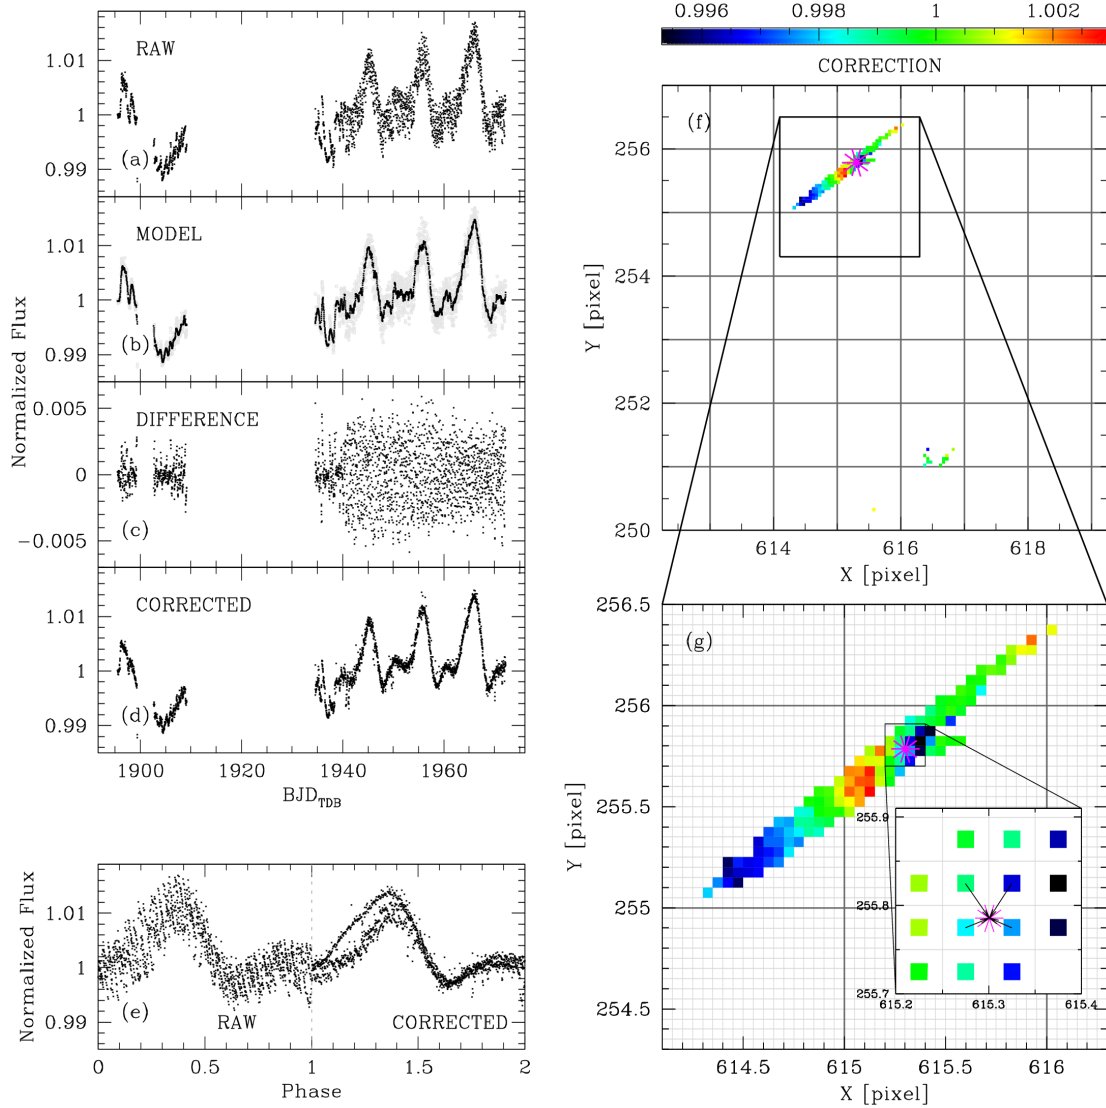 RAW
(a)
1.01
1
0.99
MODEL
(b)
1.01
1
0.99
DIFFERENCE
(c)
0.005
0
−0.005
CORRECTED
(d)
1.01
1
0.99
1900 1920 1940 1960
BJD_TDB
Normalized Flux
(e)
1.01
1
0.99
RAW CORRECTED
0 0.5 1 1.5 2
Phase
Normalized Flux
0.996 0.998 1 1.002
CORRECTION
(f)
256
254
252
250
614 616 618
X [pixel]
Y [pixel]
(g)
256.5
256
255.5
255
254.5
614.5 615 615.5 616
X [pixel]
Y [pixel]
255.9
255.8
255.7
615.2 615.3 615.4